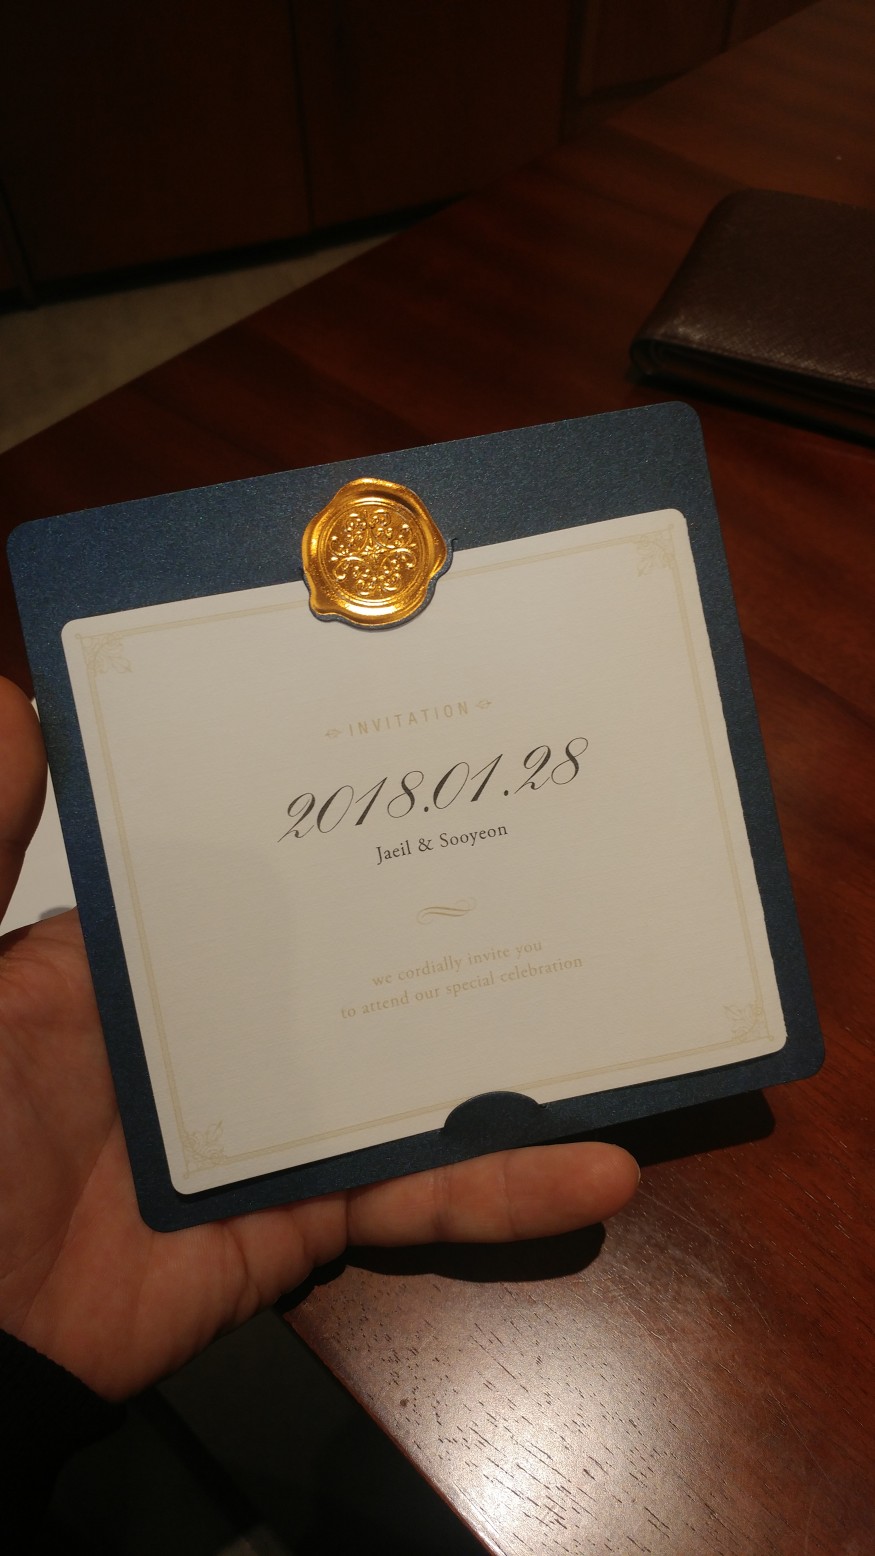 INVITATION
2018.01.28
Jaeil & Sooyeon
we cordially invite you
to attend our special celebration